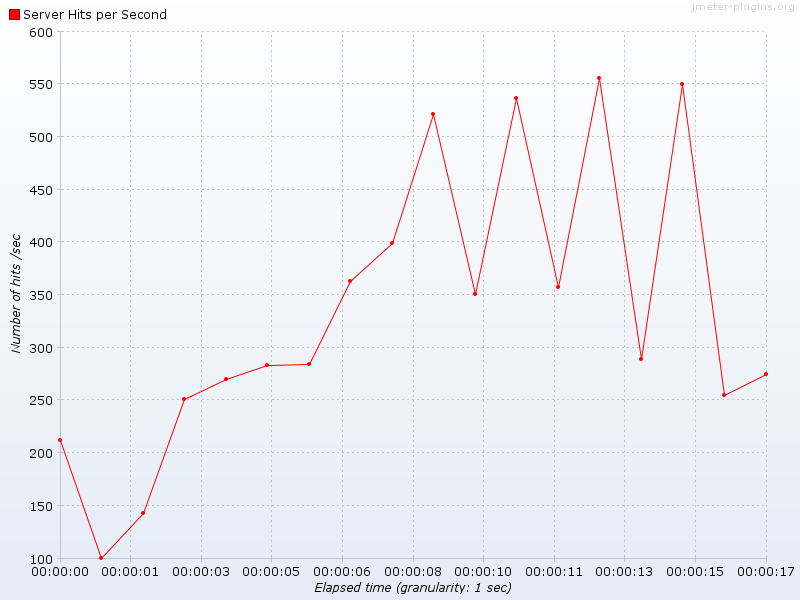 jmeter-plugins.org
Server Hits per Second
600
550
500
450
400
350
300
250
200
150
100
Number of hits /sec
00:00:00 00:00:01 00:00:03 00:00:05 00:00:06 00:00:08 00:00:10 00:00:11 00:00:13 00:00:15 00:00:17
Elapsed time (granularity: 1 sec)